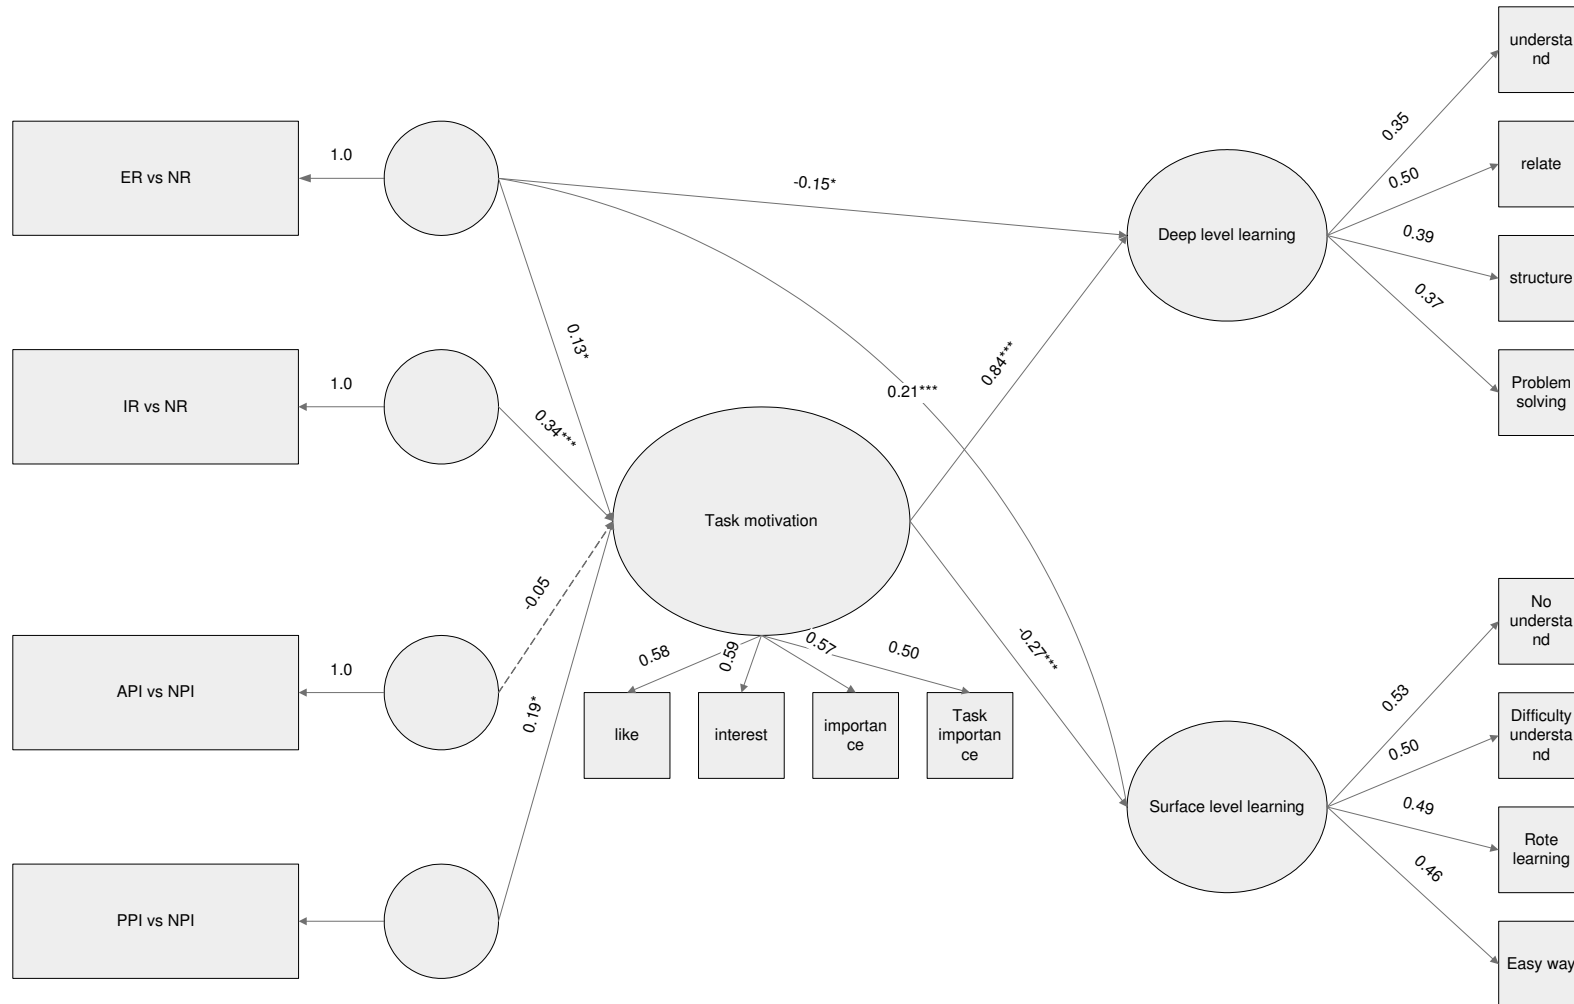 understa
nd
ER vs NR
1.0
-0.15*
Deep level learning
0.35
relate
0.50
0.39
structure
0.37
0.13*
IR vs NR
1.0
0.34***
0.21***
0.84***
Problem
solving
Task motivation
API vs NPI
1.0
-0.05
0.19*
0.58
0.59
0.57
0.50
-0.27***
like
interest
importan
ce
Task
importan
ce
No
understa
nd
0.53
Difficulty
understa
nd
0.50
Surface level learning
0.49
Rote
learning
0.46
PPI vs NPI
Easy way